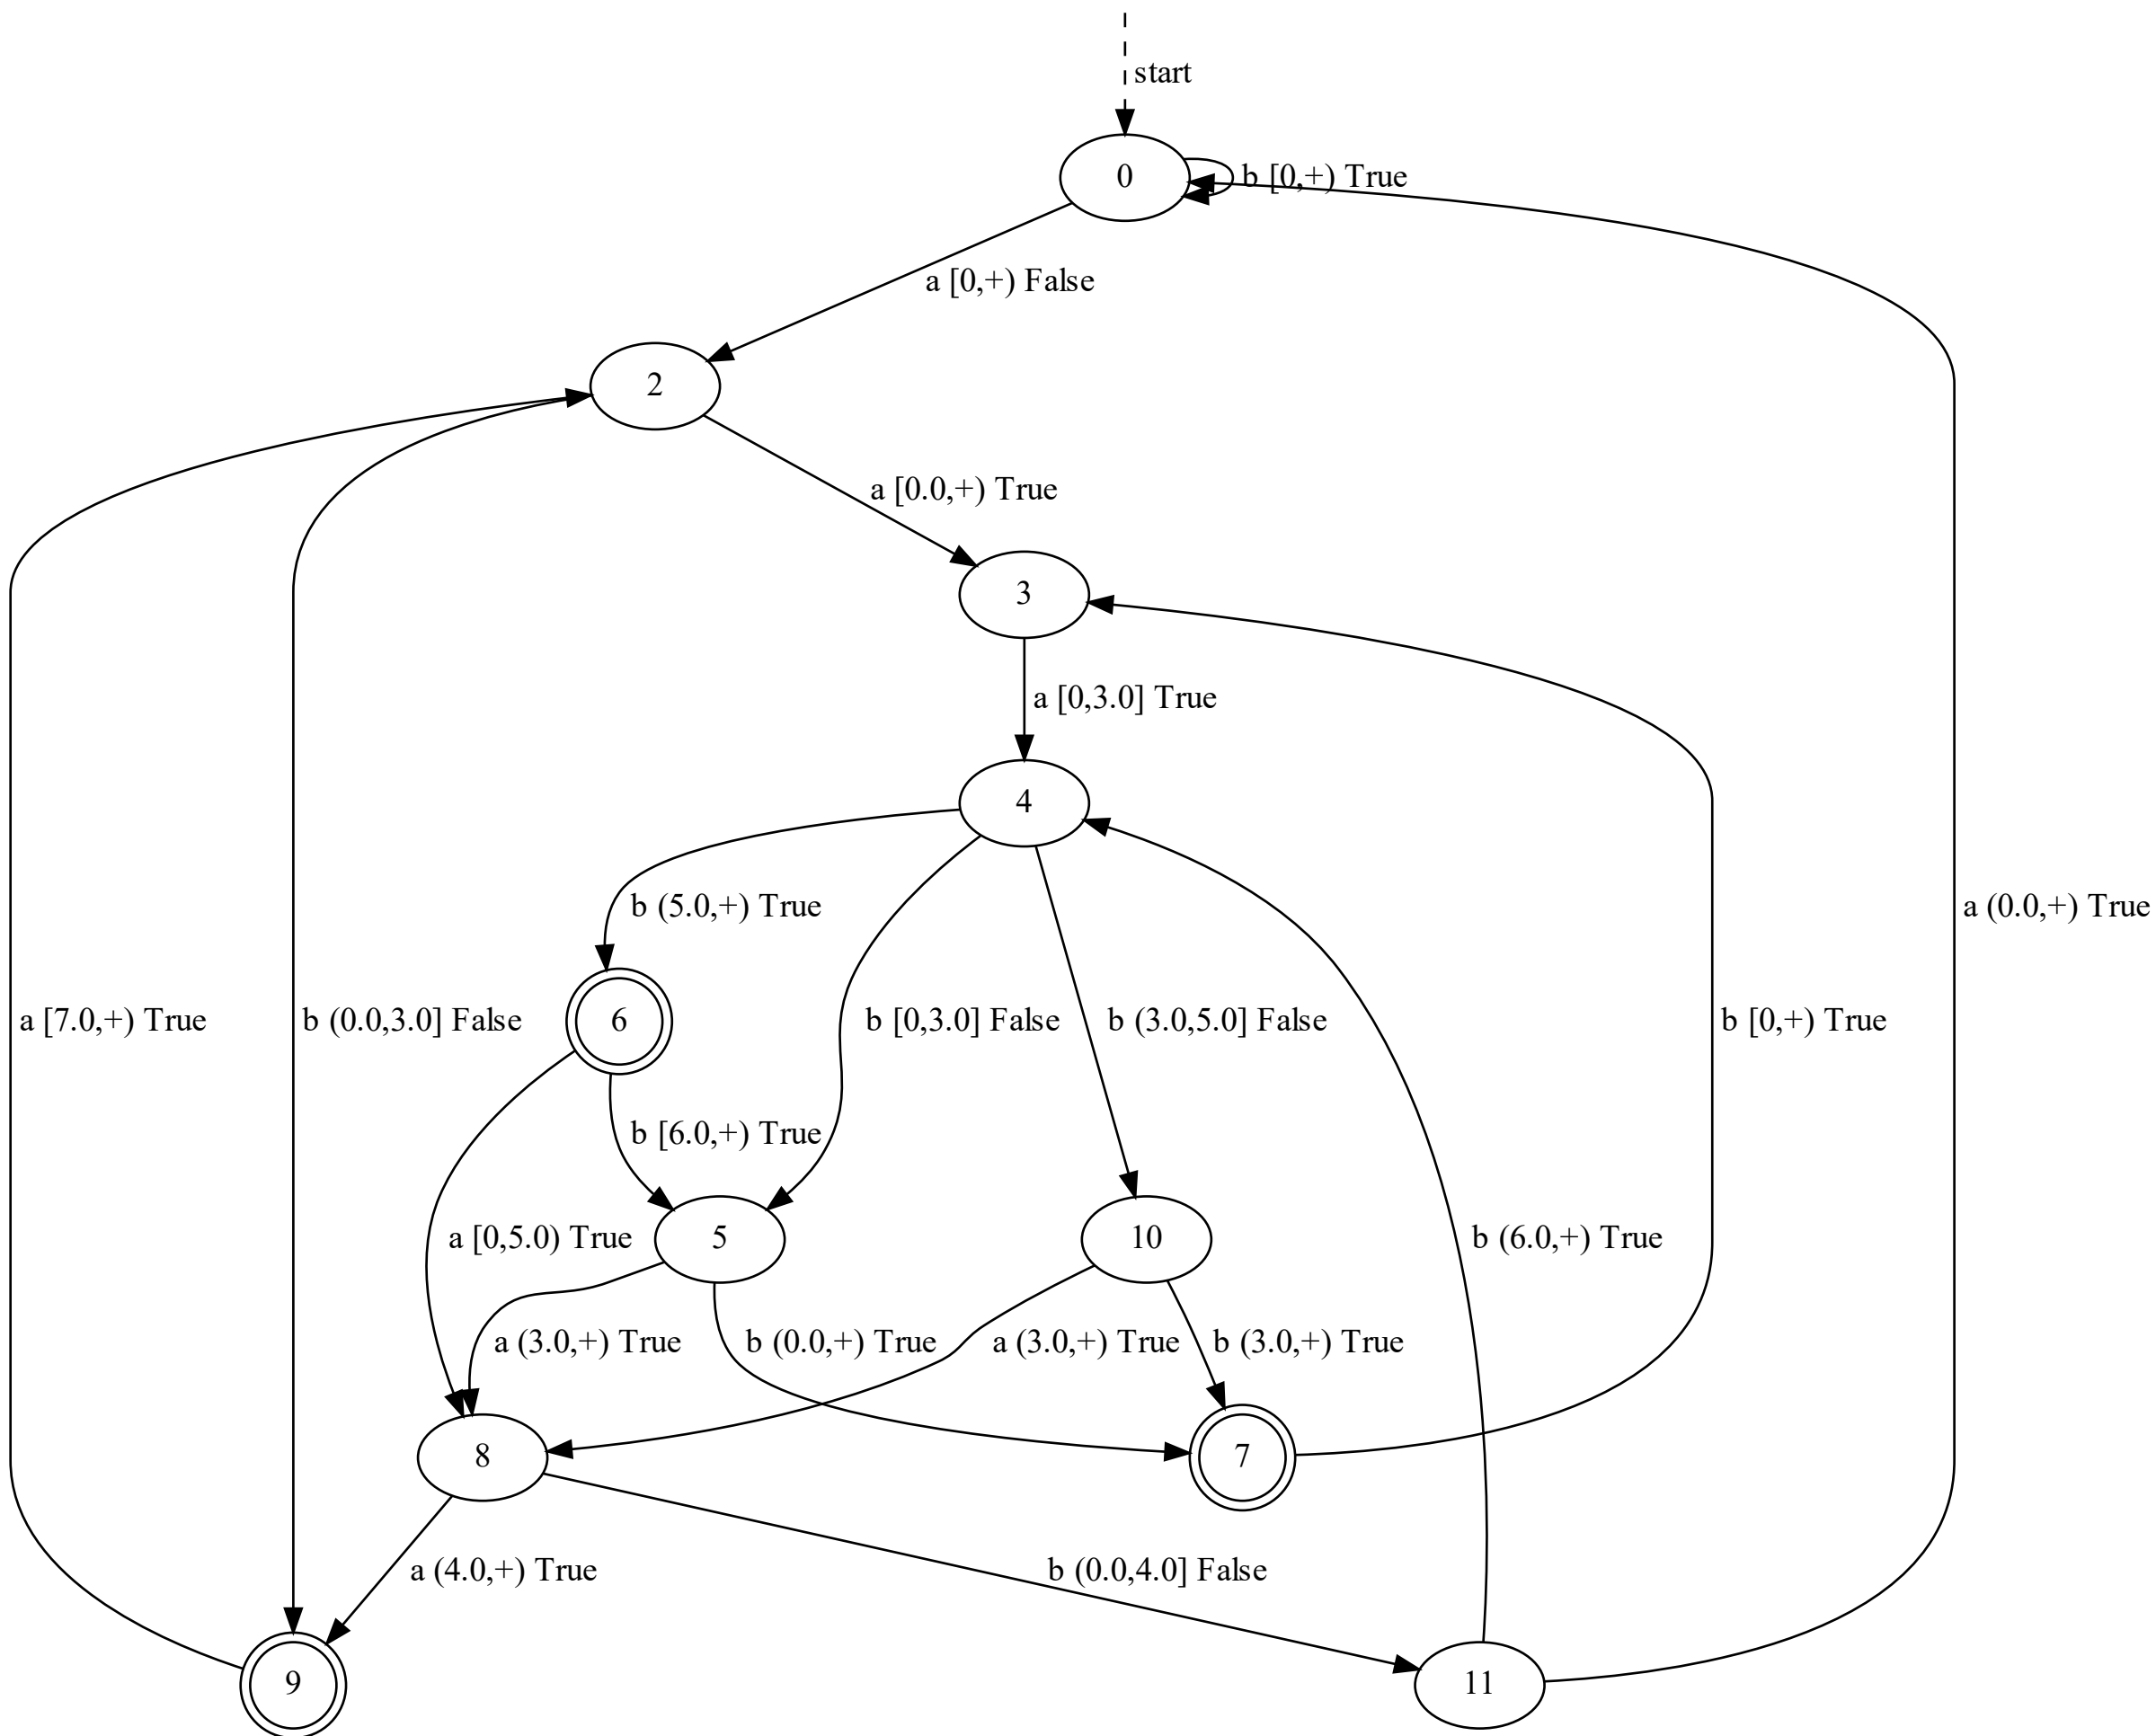 start
0
b [0,+) True
a [0,+) False
2
a [0.0,+) True
3
a [0,3.0] True
4
b (5.0,+) True
a (0.0,+) True
a [7.0,+) True
b (0.0,3.0] False
6
b [0,3.0] False
b (3.0,5.0] False
b [0,+) True
b [6.0,+) True
a [0,5.0) True
5
10
b (6.0,+) True
a (3.0,+) True
b (0.0,+) True
a (3.0,+) True
b (3.0,+) True
8
7
a (4.0,+) True
b (0.0,4.0] False
9
11